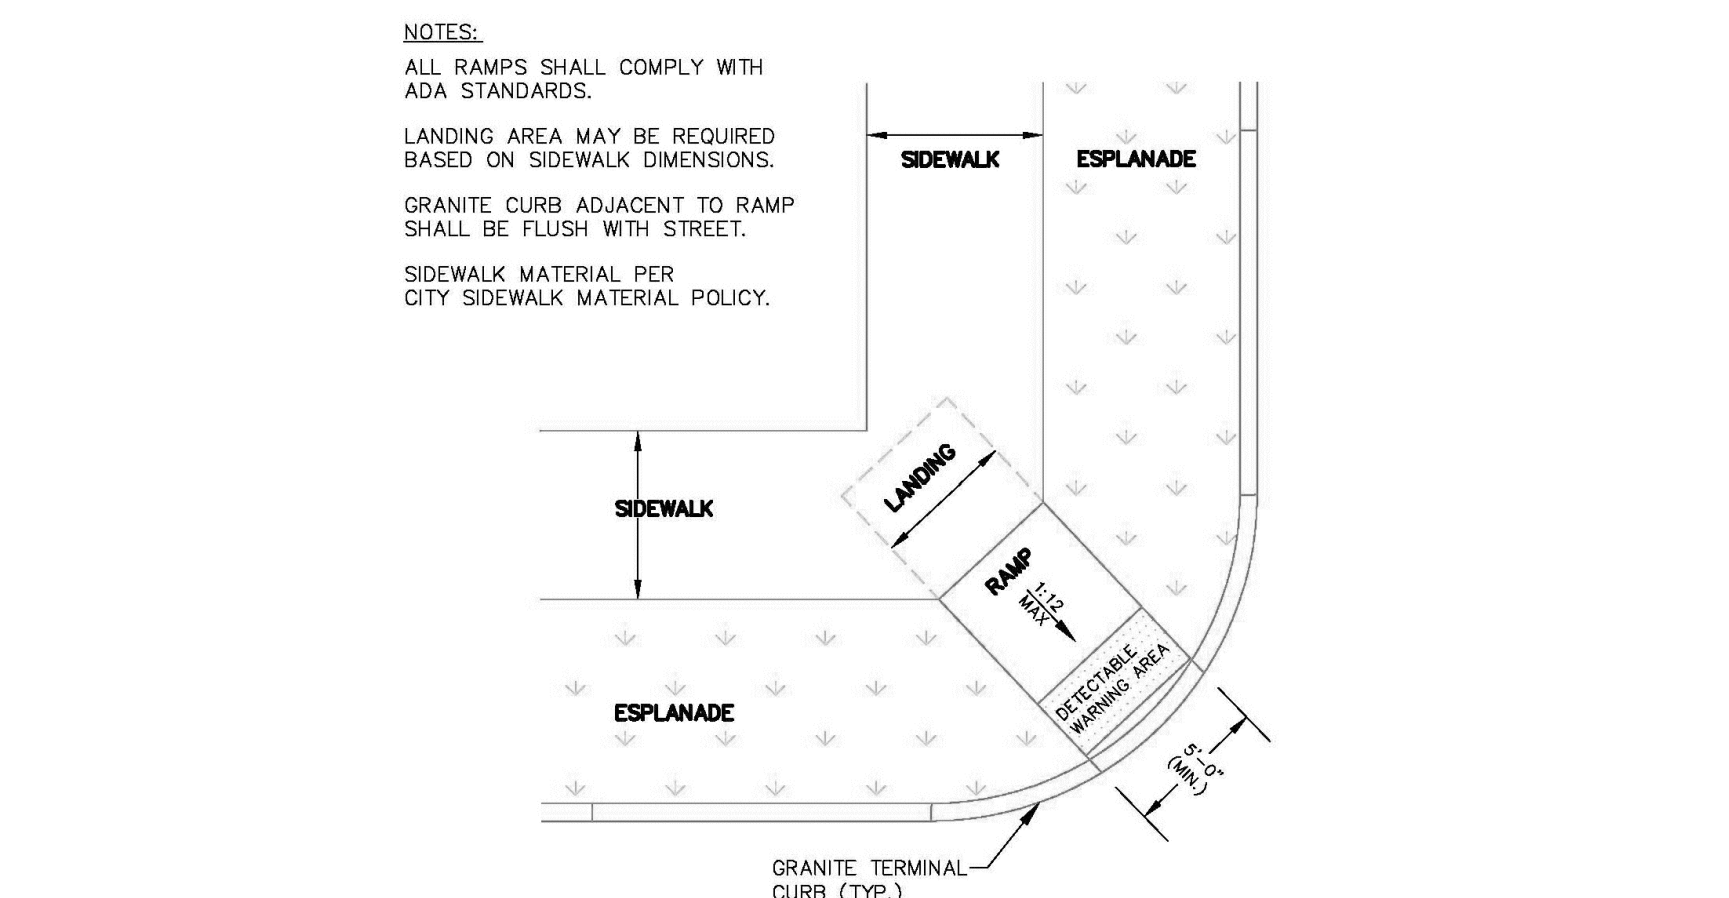 NOTES:
ALL RAMPS SHALL COMPLY WITH
ADA STANDARDS.
LANDING AREA MAY BE REQUIRED
BASED ON SIDEWALK DIMENSIONS.
GRANITE CURB ADJACENT TO RAMP
SHALL BE FLUSH WITH STREET.
SIDEWALK MATERIAL PER
CITY SIDEWALK MATERIAL POLICY.
SIDEWALK
ESPLANADE
LANDING
SIDEWALK
RAMP
1:12
MAX
DETECTABLE
WARNING AREA
ESPLANADE
5'-0"
(MIN.)
GRANITE TERMINAL
CURB (TYP.)